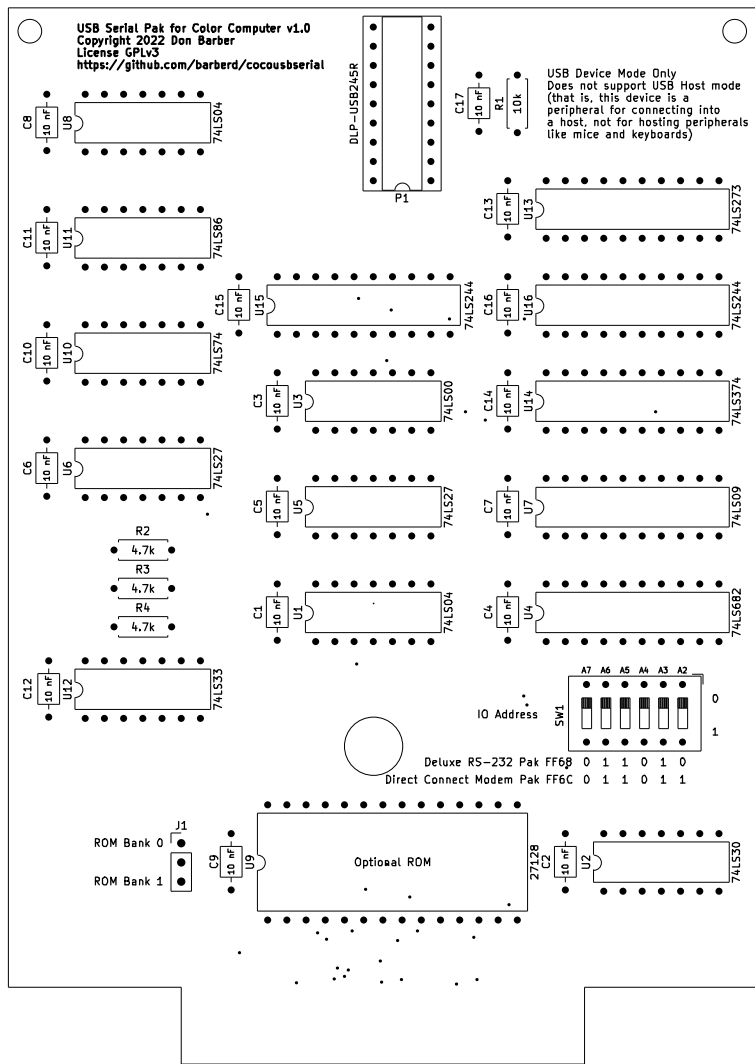 USB Serial Pak for Color Computer v1.0
Copyright 2022 Don Barber
License GPLv3
https://github.com/barberd/cocousbserial
DLP-USB245R
P1
C17
10 nF
R1
10k
USB Device Mode Only
Does not support USB Host mode
(that is, this device is a
peripheral for connecting into
a host, not for hosting peripherals
like mice and keyboards)
C8
10 nF
U8
74LS04
C11
10 nF
U11
74LS86
C13
10 nF
U13
74LS273
C15
10 nF
U15
74LS244
C16
10 nF
U16
74LS244
C10
10 nF
U10
74LS74
C3
10 nF
U3
74LS00
C14
10 nF
U14
74LS374
C6
10 nF
U6
74LS27
C5
10 nF
U5
74LS27
C7
10 nF
U7
74LS09
R2
4.7k
R3
4.7k
R4
4.7k
C1
10 nF
U1
74LS04
C4
10 nF
U4
74LS682
C12
10 nF
U12
74LS33
A7 A6 A5 A4 A3 A2
IO Address
SW1
0
1
Deluxe RS-232 Pak FF68 0 1 1 0 1 0
Direct Connect Modem Pak FF6C 0 1 1 0 1 1
J1
ROM Bank 0
ROM Bank 1
C9
10 nF
U9
Optional ROM
27128
C2
10 nF
U2
74LS30